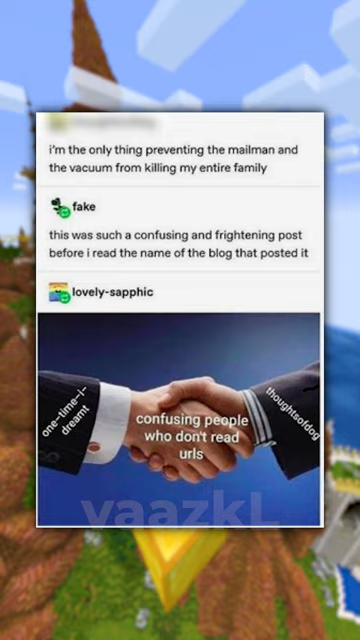 i'm the only thing preventing the mailman and
the vacuum from killing my entire family
fake
this was such a confusing and frightening post
before i read the name of the blog that posted it
lovely-sapphic
one-time-i-
dreamt
confusing people
who don't read
urls
thoughtsofdog
yaazkL